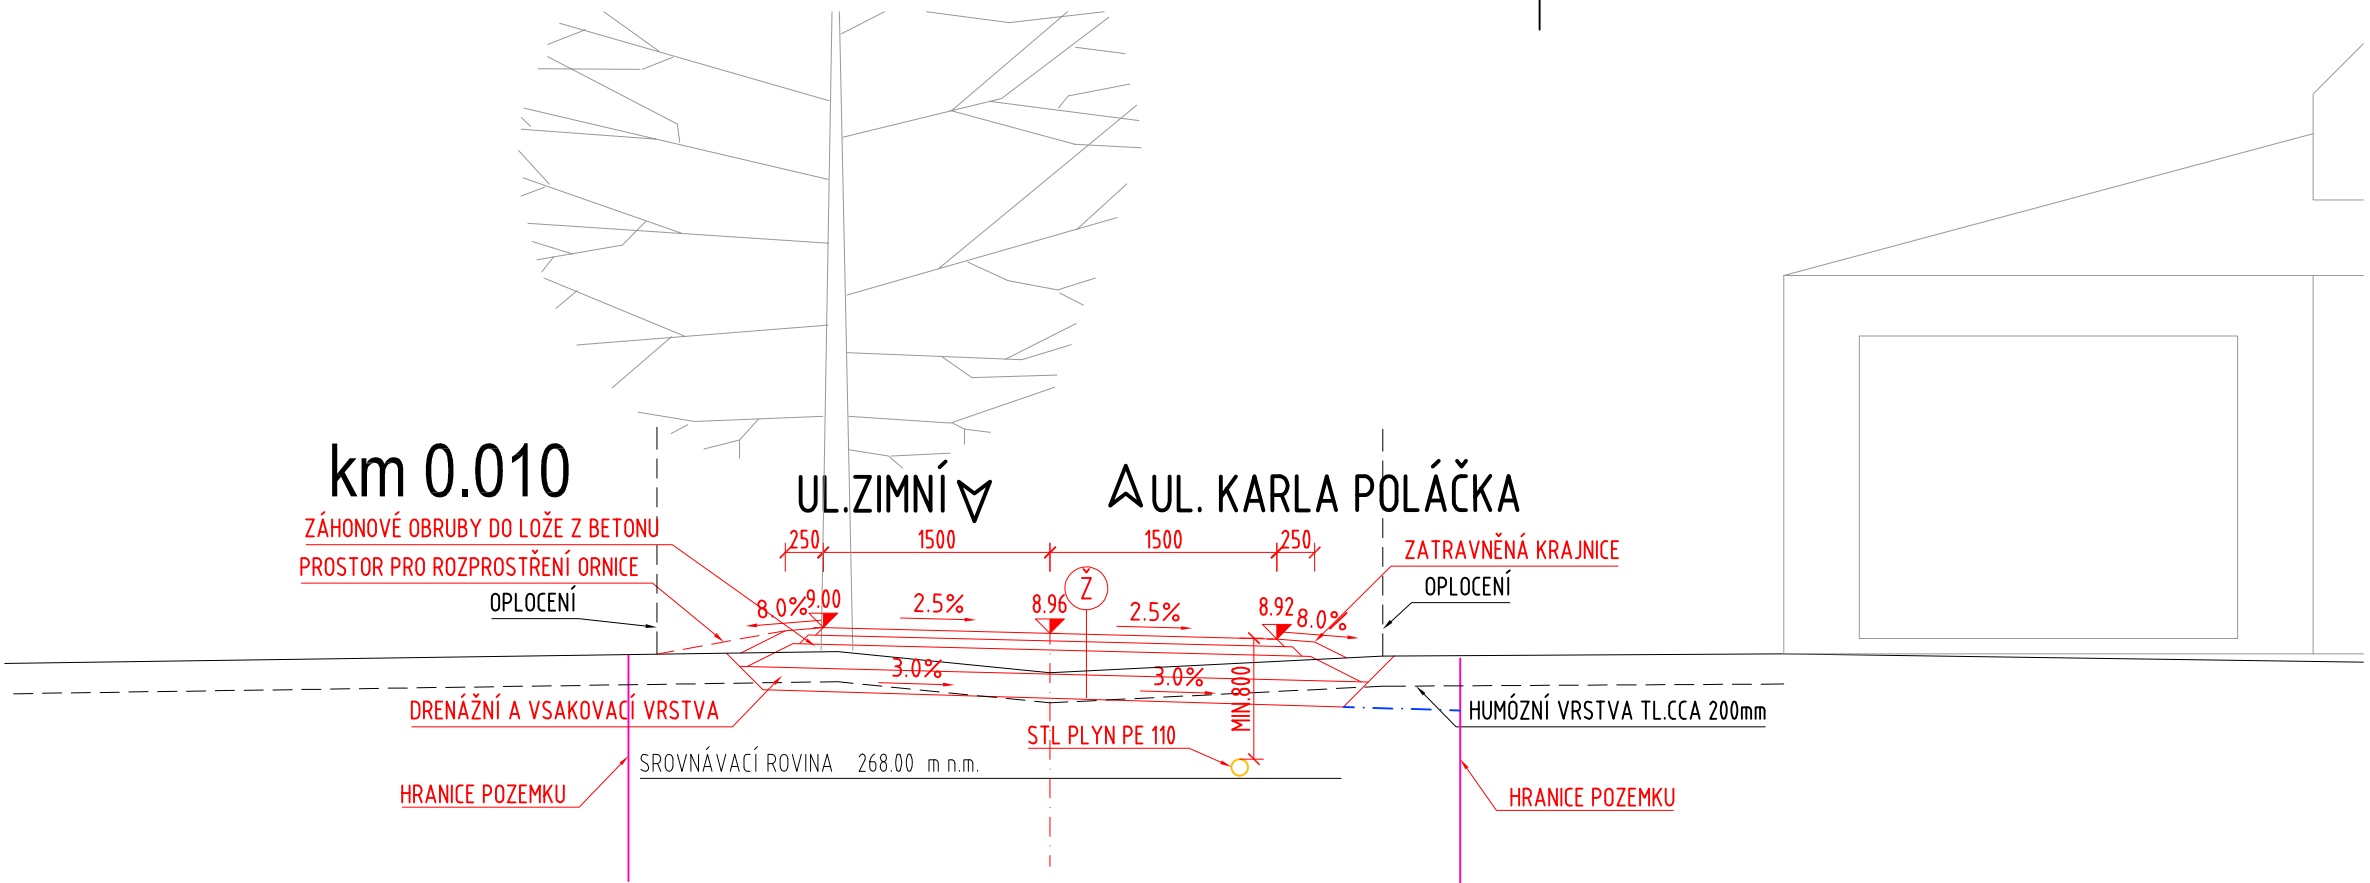 km 0.010
UL.ZIMNÍ
UL. KARLA POLÁČKA
ZÁHONOVÉ OBRUBY DO LOŽE Z BETONU
250
1500
1500
250
ZATRAVNĚNÁ KRAJNICE
PROSTOR PRO ROZPROSTŘENÍ ORNICE
Ž
OPLOCENÍ
OPLOCENÍ
8.0%
9.00
2.5%
8.96
2.5%
8.92
8.0%
3.0%
3.0%
MIN.800
DRENÁŽNÍ A VSAKOVACÍ VRSTVA
HUMÓZNÍ VRSTVA TL.CCA 200mm
STL PLYN PE 110
SROVNÁVACÍ ROVINA 268.00 m n.m.
HRANICE POZEMKU
HRANICE POZEMKU